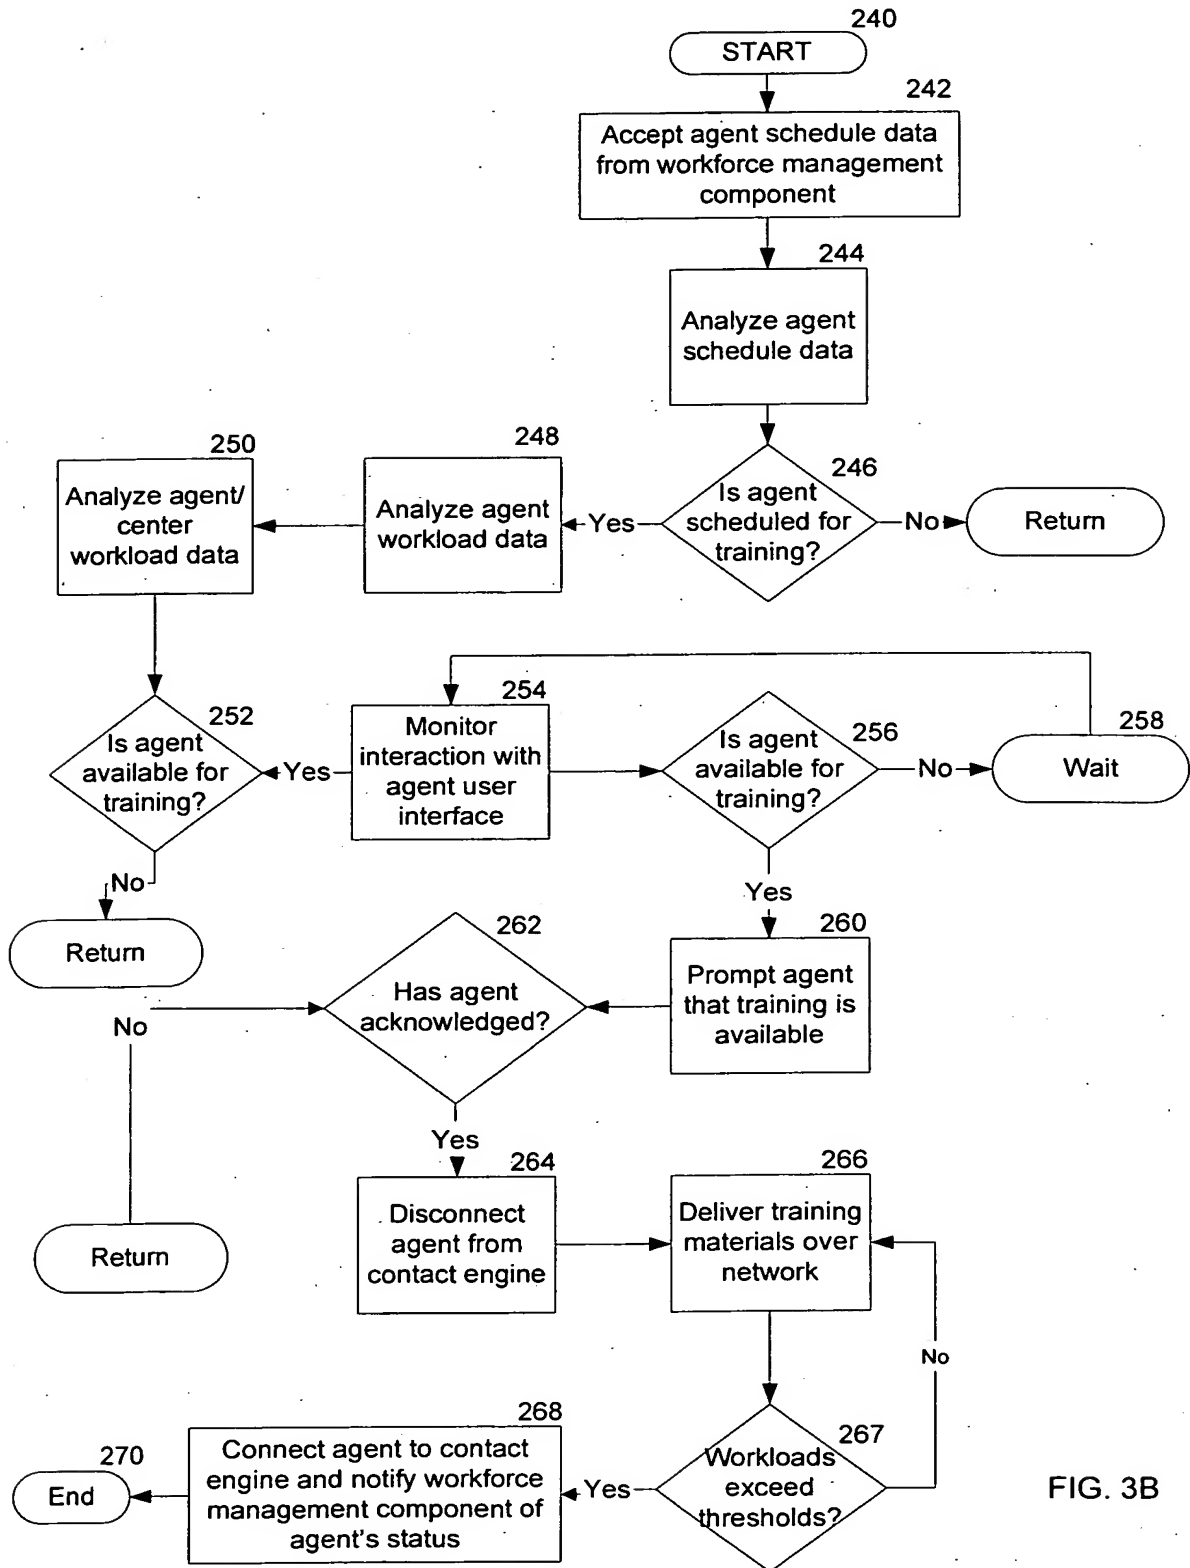 240
START
242
Accept agent schedule data
from workforce management
component
244
Analyze agent
schedule data
250
Analyze agent/
center
workload data
248
Analyze agent
workload data
Yes
246
Is agent
scheduled for
training?
No
Return
252
Is agent
available for
training?
Yes
254
Monitor
interaction with
agent user
interface
256
Is agent
available for
training?
No
258
Wait
No
Return
Yes
262
Has agent
acknowledged?
260
Prompt agent
that training is
available
No
Return
Yes
264
Disconnect
agent from
contact engine
266
Deliver training
materials over
network
No
270
End
268
Connect agent to contact
engine and notify workforce
management component of
agent's status
Yes
267
Workloads
exceed
thresholds?
FIG. 3B